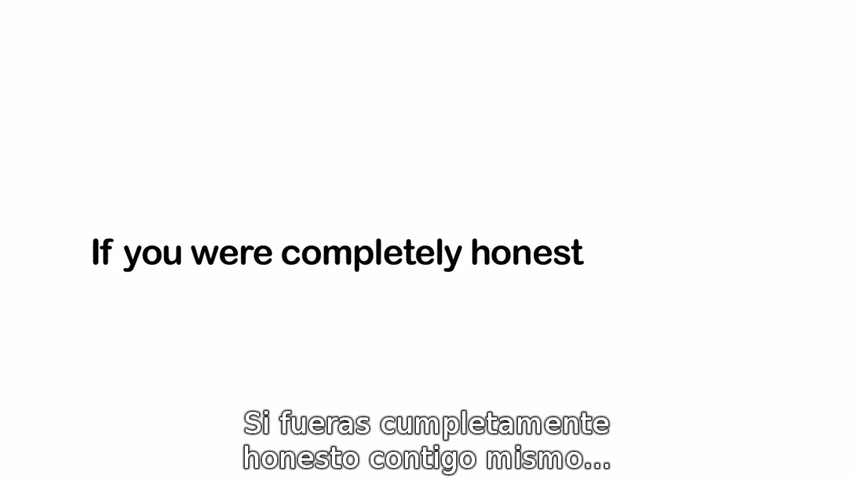 If you were completely honest
Si fueras cumpletamente
honesto contigo mismo...